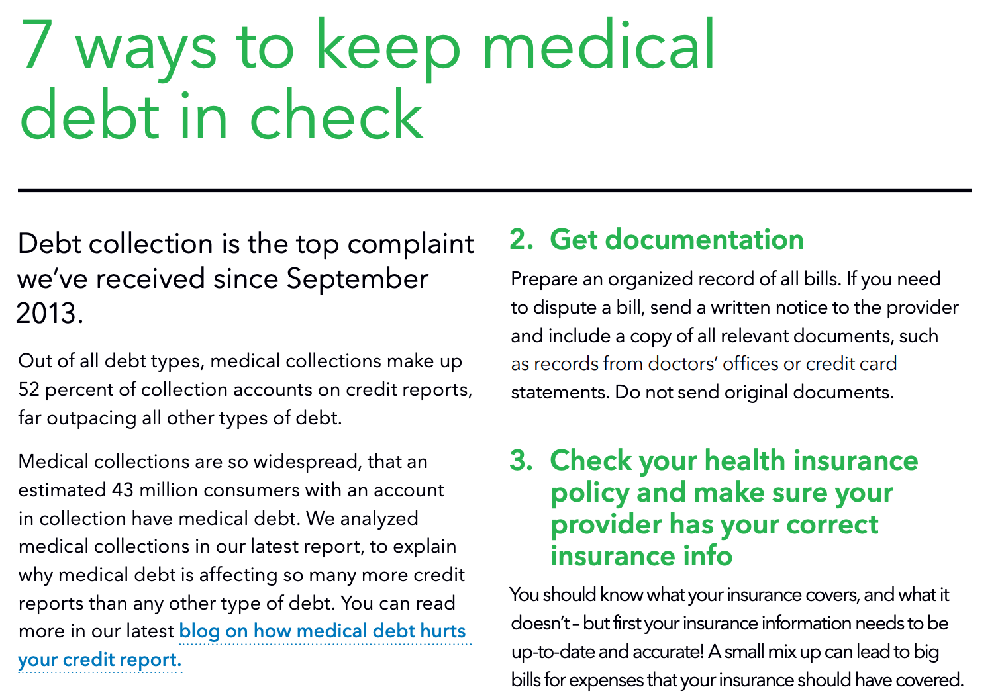 7 ways to keep medical
debt in check
Debt collection is the top complaint
we’ve received since September
2013.
Out of all debt types, medical collections make up
52 percent of collection accounts on credit reports,
far outpacing all other types of debt.
Medical collections are so widespread, that an
estimated 43 million consumers with an account
in collection have medical debt. We analyzed
medical collections in our latest report, to explain
why medical debt is affecting so many more credit
reports than any other type of debt. You can read
more in our latest blog on how medical debt hurts
your credit report.
2. Get documentation
Prepare an organized record of all bills. If you need
to dispute a bill, send a written notice to the provider
and include a copy of all relevant documents, such
as records from doctors’ offices or credit card
statements. Do not send original documents.
3. Check your health insurance
policy and make sure your
provider has your correct
insurance info
You should know what your insurance covers, and what it
doesn’t – but first your insurance information needs to be
up-to-date and accurate! A small mix up can lead to big
bills for expenses that your insurance should have covered.